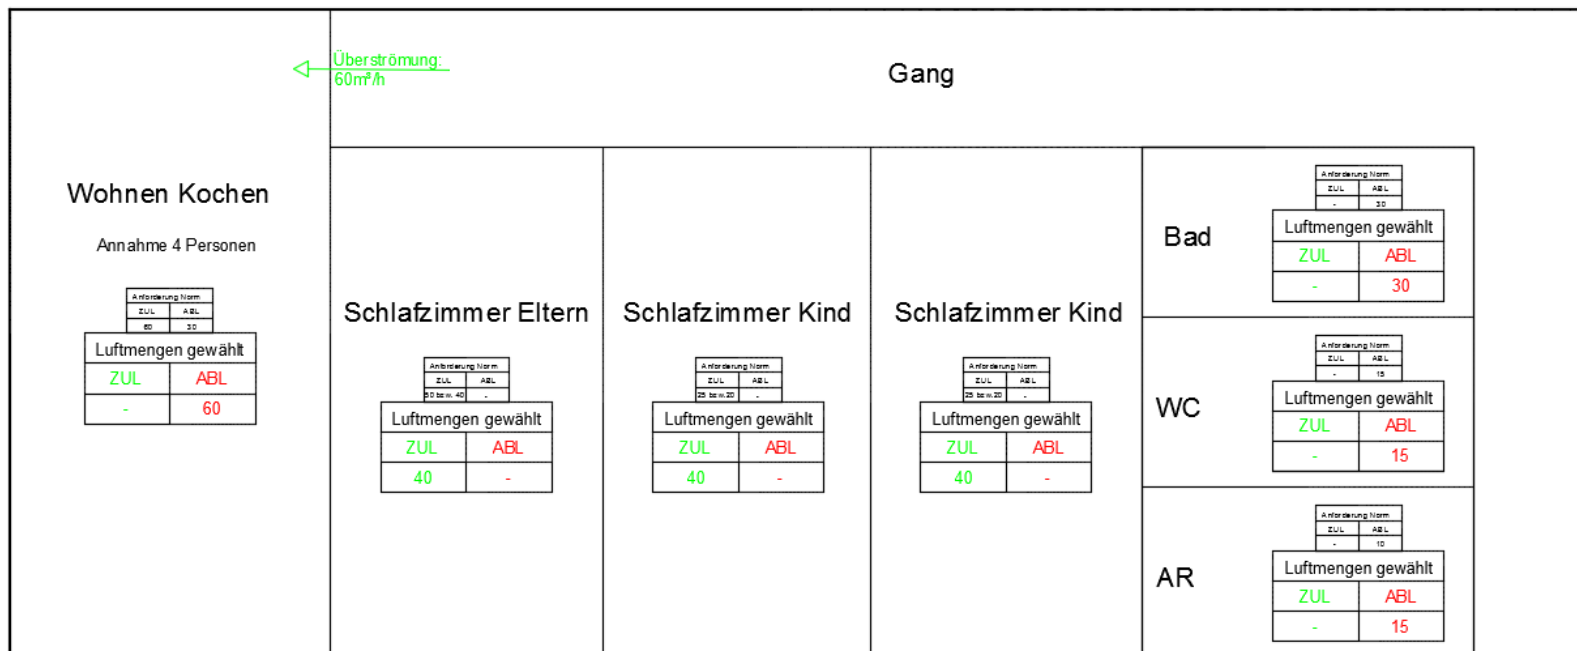 Überströmung:
60m³/h
Gang
Wohnen Kochen
Annahme 4 Personen
Anforderung Norm
ZUL ABL
60 30
Luftmengen gewählt
ZUL ABL
- 60
Schlafzimmer Eltern
Anforderung Norm
ZUL ABL
50 bzw. 40 -
Luftmengen gewählt
ZUL ABL
40 -
Schlafzimmer Kind
Anforderung Norm
ZUL ABL
25 bzw.20 -
Luftmengen gewählt
ZUL ABL
40 -
Schlafzimmer Kind
Anforderung Norm
ZUL ABL
25 bzw.20 -
Luftmengen gewählt
ZUL ABL
40 -
Bad
Anforderung Norm
ZUL ABL
- 30
Luftmengen gewählt
ZUL ABL
- 30
WC
Anforderung Norm
ZUL ABL
- 15
Luftmengen gewählt
ZUL ABL
- 15
AR
Anforderung Norm
ZUL ABL
- 10
Luftmengen gewählt
ZUL ABL
- 15